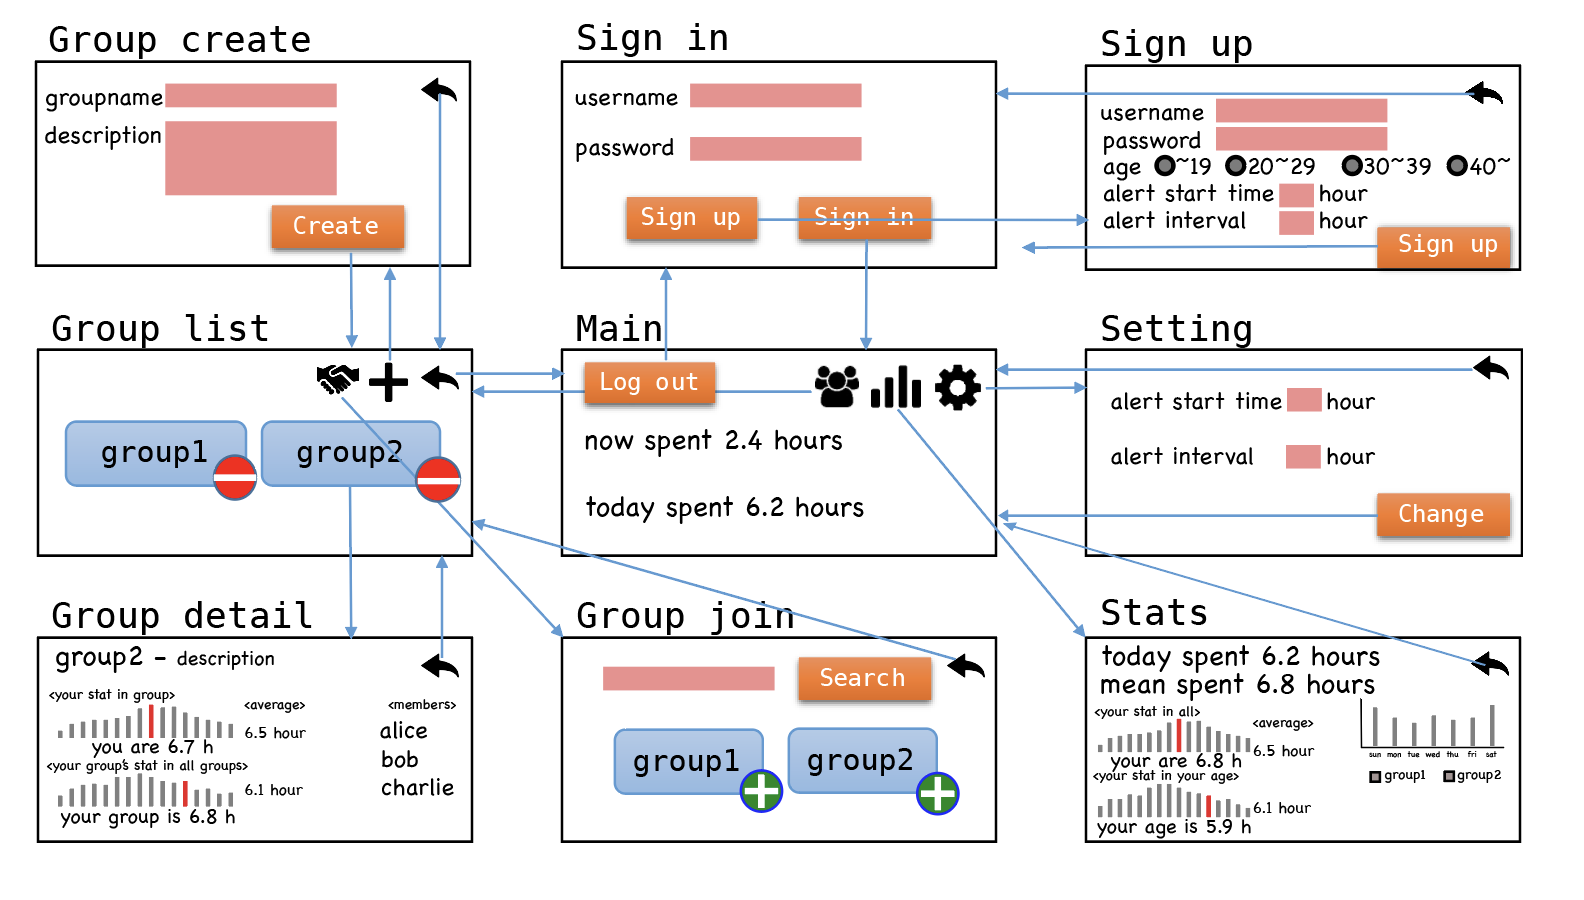 Group create
groupname
description
Create
Sign in
username
password
Sign up
Sign in
Sign up
username
password
age ~19 20~29 30~39 40~
alert start time hour
alert interval hour
Sign up
Group list
group1
group2
Main
Log out
now spent 2.4 hours
today spent 6.2 hours
Setting
alert start time hour
alert interval hour
Change
Group detail
group2 - description
<your stat in group>
<average>
<members>
6.5 hour
you are 6.7 h
alice
bob
charlie
<your group's stat in all groups>
6.1 hour
your group is 6.8 h
Group join
Search
group1
group2
Stats
today spent 6.2 hours
mean spent 6.8 hours
<your stat in all>
<average>
6.5 hour
you are 6.8 h
<your stat in your age>
6.1 hour
your age is 5.9 h
sun mon tue wed thu fri sat
group1 group2